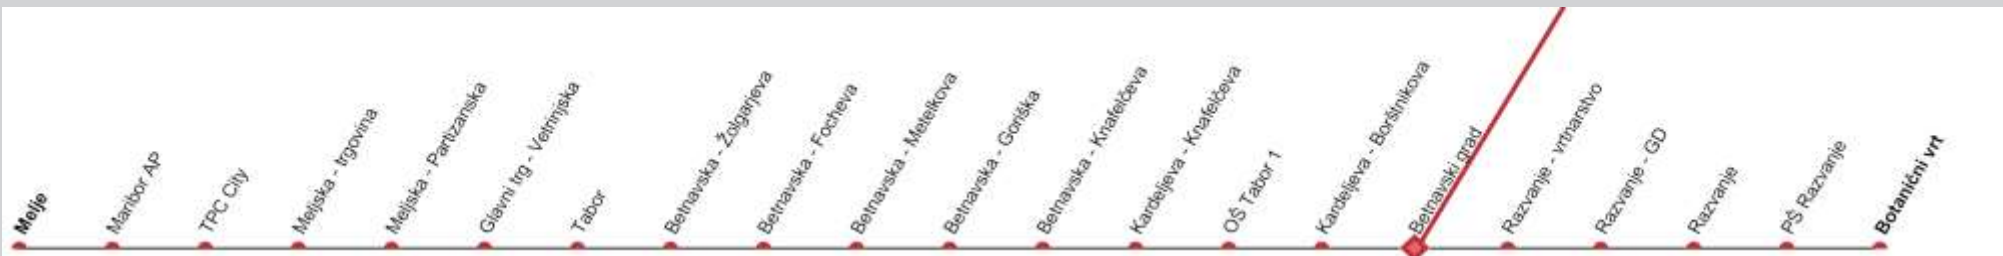 Melje
Maribor AP
TPC City
Meljska - trgovina
Meljska - Partizanska
Glavni trg - Vetrinjska
Tabor
Betnavska - Žolgarjeva
Betnavska - Focheva
Betnavska - Metelkova
Betnavska - Goriška
Betnavska - Knafelčeva
Kardeljeva - Knafelčeva
OŠ Tabor 1
Kardeljeva - Borštnikova
Betnavski grad
Razvanje - vrtnarstvo
Razvanje - GD
Razvanje
PŠ Razvanje
Botanični vrt